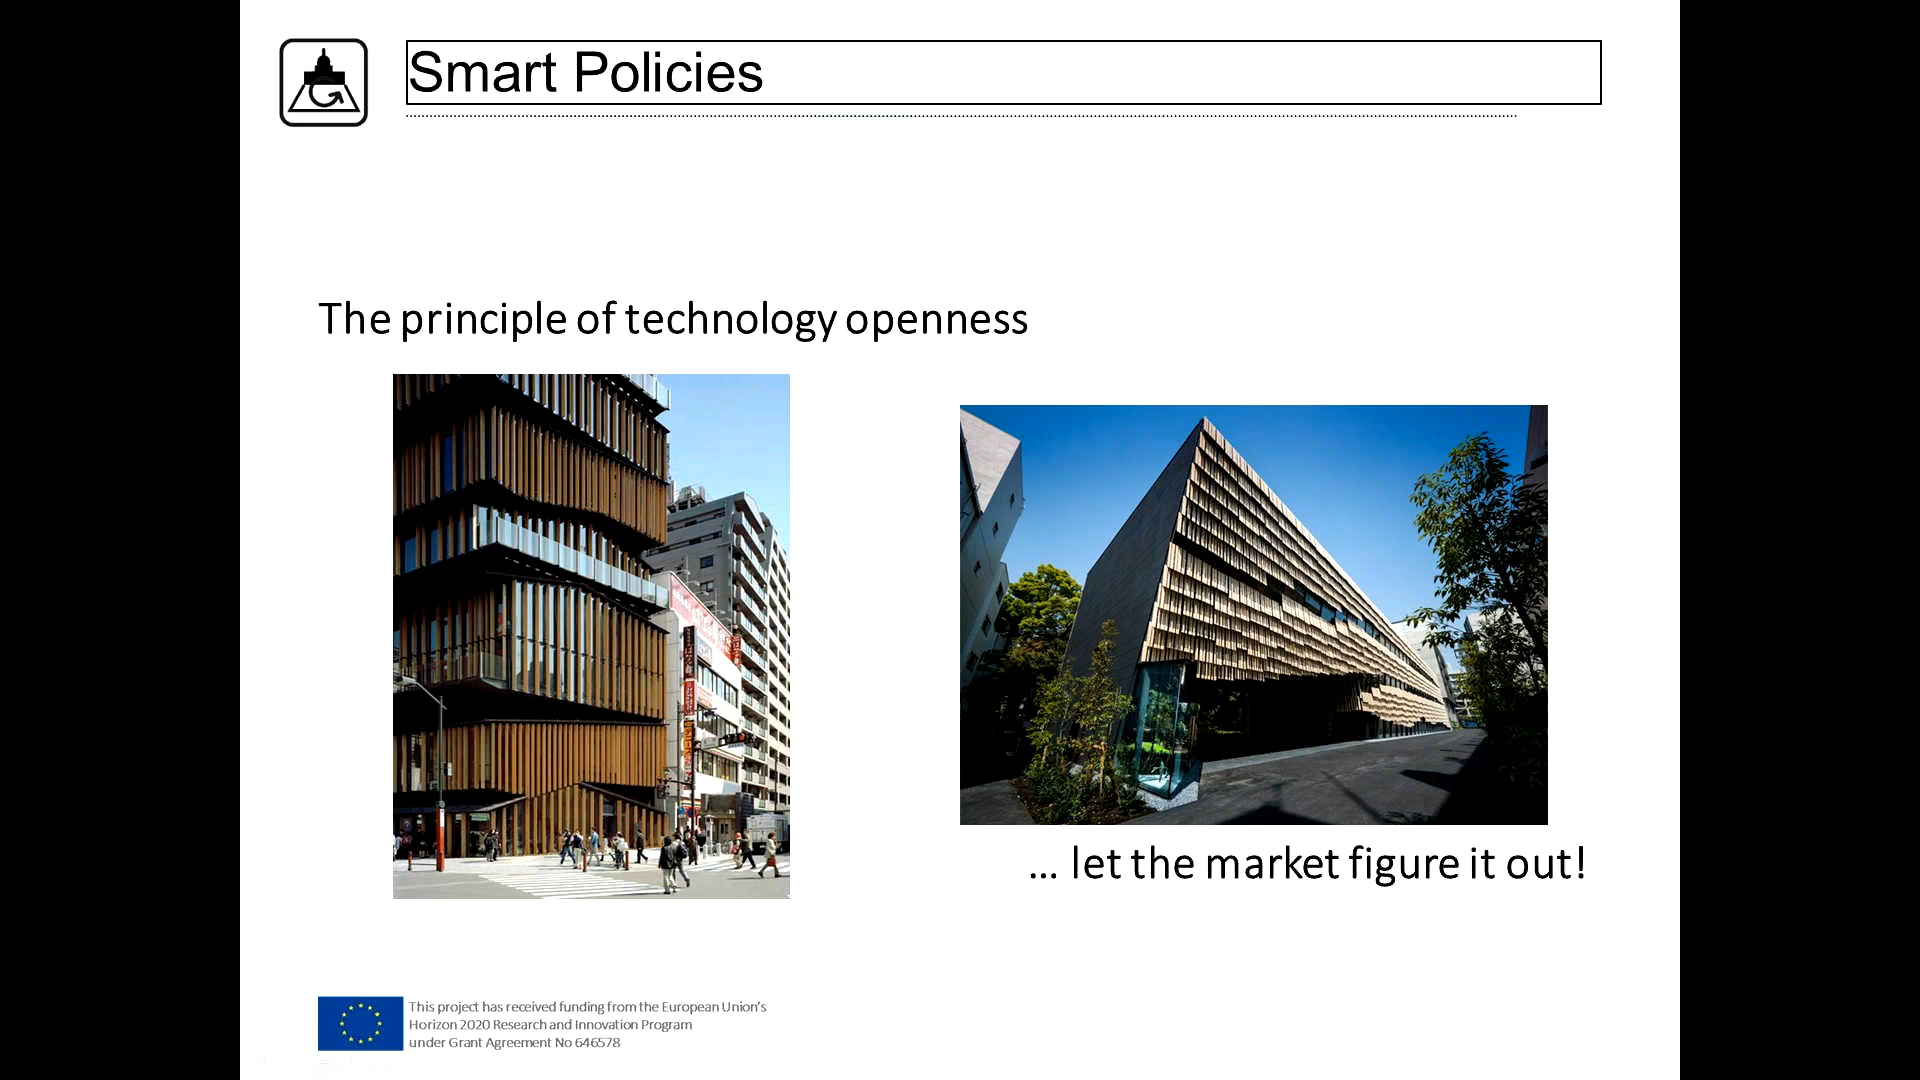 Smart Policies
The principle of technology openness
... let the market figure it out!
This project has received funding from the European Union's
Horizon 2020 Research and Innovation Program
under Grant Agreement No 646578